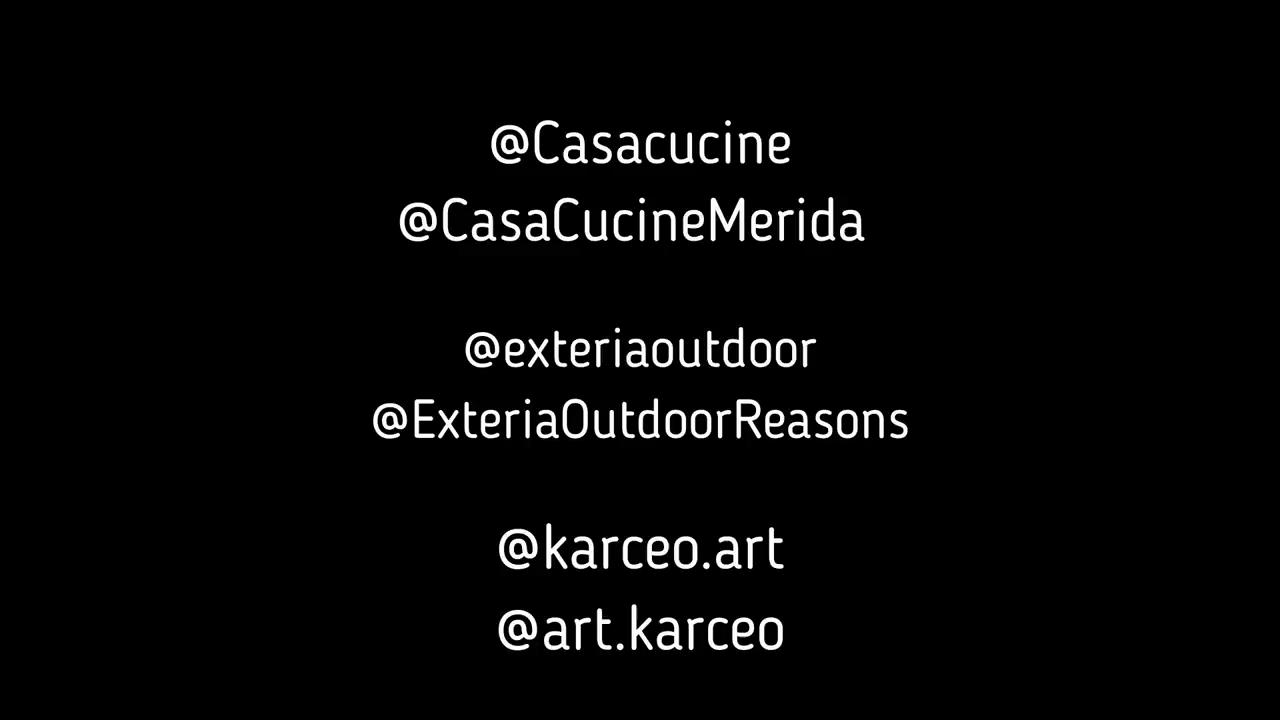 @Casacucine
@CasaCucineMerida
@exteriaoutdoor
@ExteriaOutdoorReasons
@karceo.art
@art.karceo